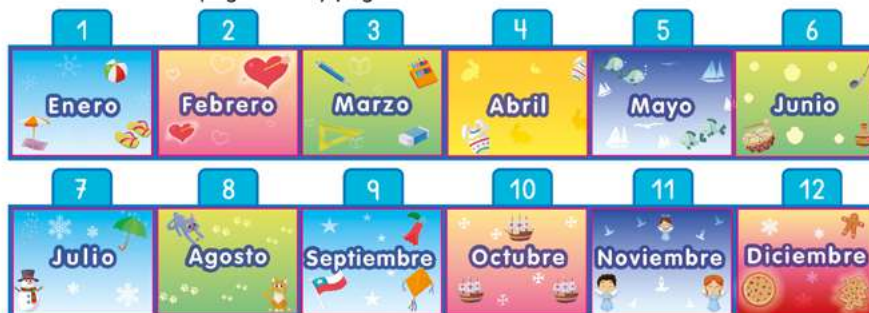 1 2 3 4 5 6
Enero Febrero Marzo Abril Mayo Junio
7 8 9 10 11 12
Julio Agosto Septiembre Octubre Noviembre Diciembre